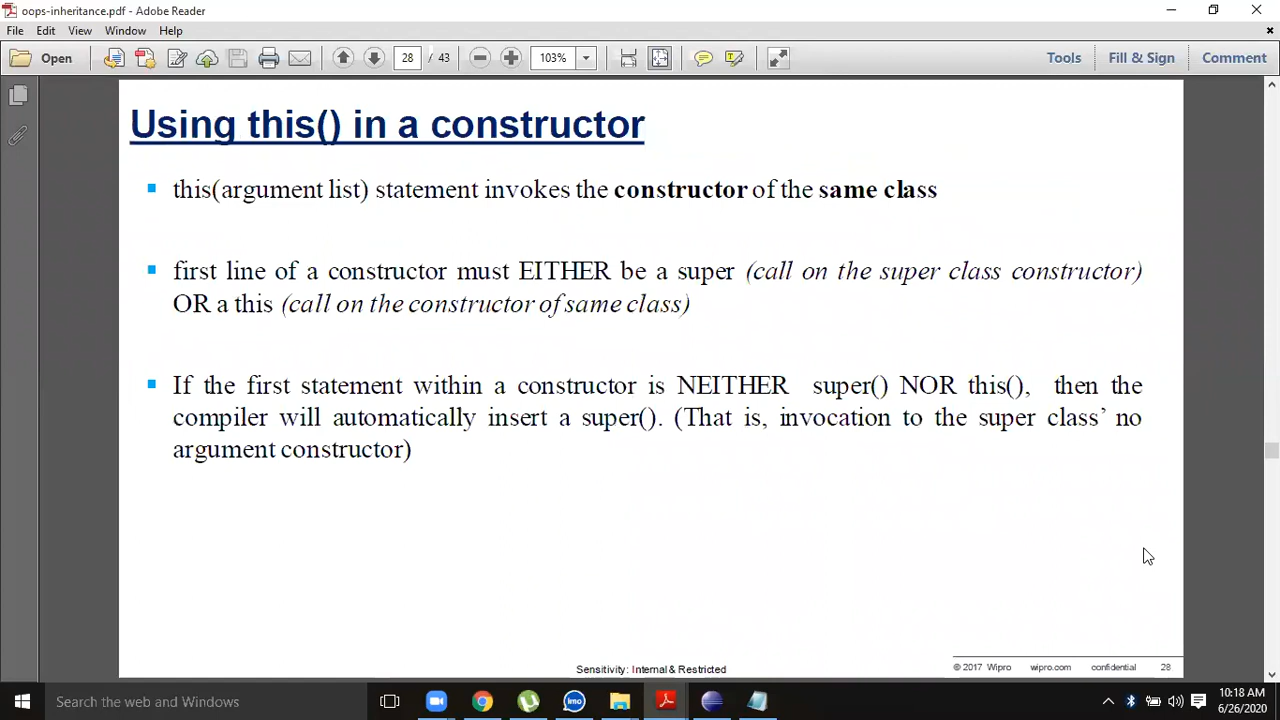 oops-inheritance.pdf - Adobe Reader
File Edit View Window Help
Open 28 / 43 103% Tools Fill & Sign Comment
Using this() in a constructor
this(argument list) statement invokes the constructor of the same class
first line of a constructor must EITHER be a super (call on the super class constructor)
OR a this (call on the constructor of same class)
If the first statement within a constructor is NEITHER super() NOR this(), then the
compiler will automatically insert a super(). (That is, invocation to the super class’ no
argument constructor)
Sensitivity: Internal & Restricted
© 2017 Wipro wipro.com confidential 28
Search the web and Windows
imo
10:18 AM
6/26/2020